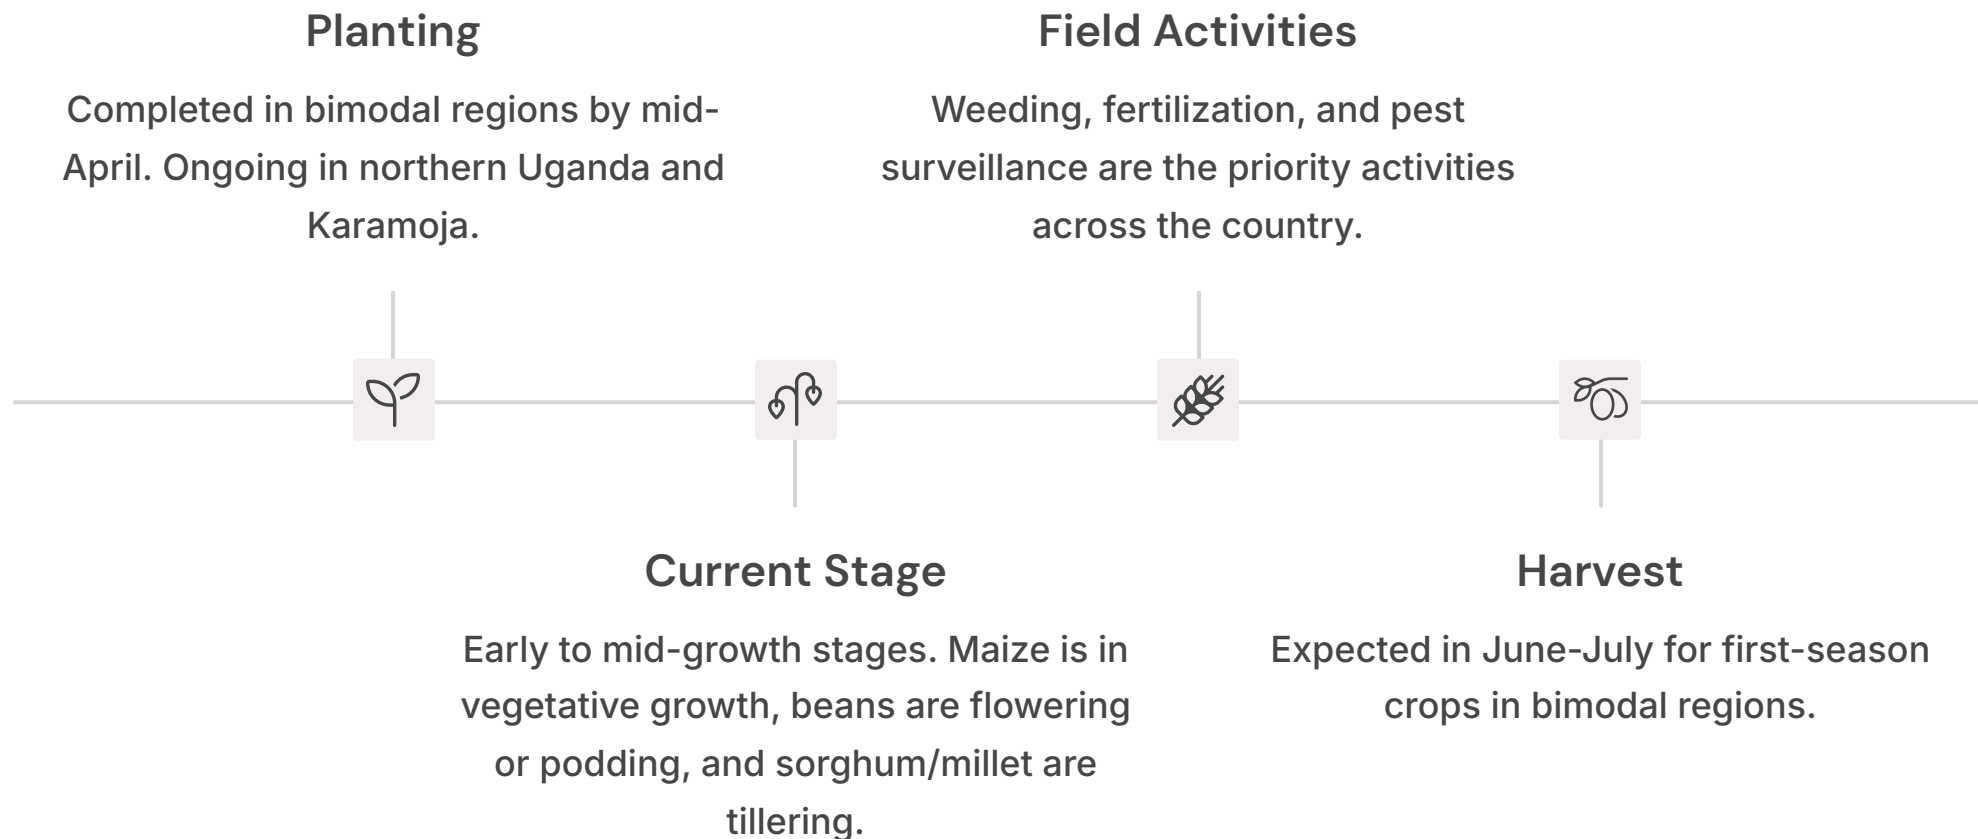 Planting
Completed in bimodal regions by mid-
April. Ongoing in northern Uganda and
Karamoja.
Current Stage
Early to mid-growth stages. Maize is in
vegetative growth, beans are flowering
or podding, and sorghum/millet are
tillering.
Field Activities
Weeding, fertilization, and pest
surveillance are the priority activities
across the country.
Harvest
Expected in June-July for first-season
crops in bimodal regions.